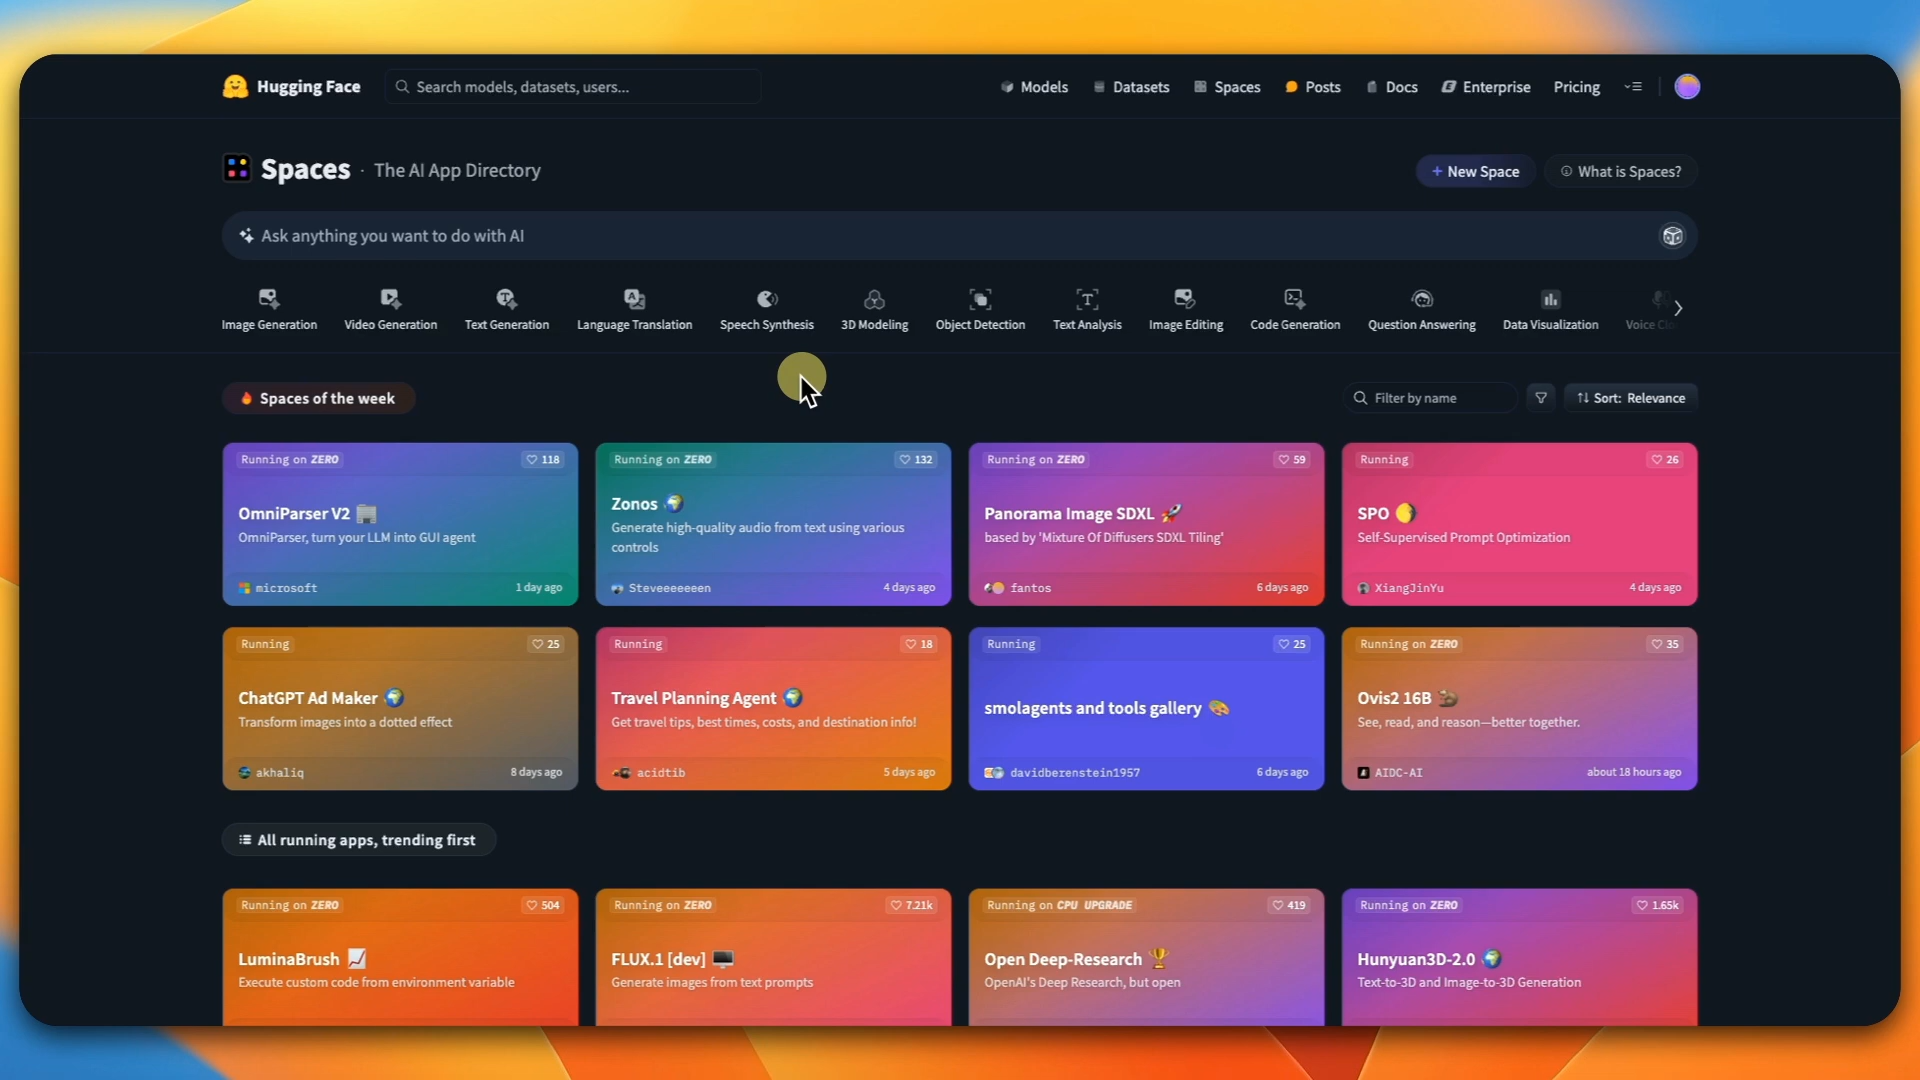 Hugging Face
Search models, datasets, users...
Models
Datasets
Spaces
Posts
Docs
Enterprise
Pricing
Spaces · The AI App Directory
+ New Space
What is Spaces?
Ask anything you want to do with AI
Image Generation
Video Generation
Text Generation
Language Translation
Speech Synthesis
3D Modeling
Object Detection
Text Analysis
Image Editing
Code Generation
Question Answering
Data Visualization
Voice
Spaces of the week
Filter by name
Sort: Relevance
Running on ZERO
118
OmniParser V2
OmniParser, turn your LLM into GUI agent
microsoft
1 day ago
Running on ZERO
132
Zonos
Generate high-quality audio from text using various
controls
Steveeeeeeen
4 days ago
Running on ZERO
59
Panorama Image SDXL
based by 'Mixture Of Diffusers SDXL Tiling'
fantos
6 days ago
Running
26
SPO
Self-Supervised Prompt Optimization
XiangJinYu
4 days ago
Running
25
ChatGPT Ad Maker
Transform images into a dotted effect
akhaliq
8 days ago
Running
18
Travel Planning Agent
Get travel tips, best times, costs, and destination info!
acidtib
5 days ago
Running
25
smolagents and tools gallery
davidberenstein1957
6 days ago
Running on ZERO
35
Ovis2 16B
See, read, and reason—better together.
AIDC-AI
about 18 hours ago
All running apps, trending first
Running on ZERO
504
LuminaBrush
Execute custom code from environment variable
Running on ZERO
7.21k
FLUX.1 [dev]
Generate images from text prompts
Running on CPU UPGRADE
419
Open Deep-Research
OpenAI's Deep Research, but open
Running on ZERO
1.65k
Hunyuan3D-2.0
Text-to-3D and Image-to-3D Generation